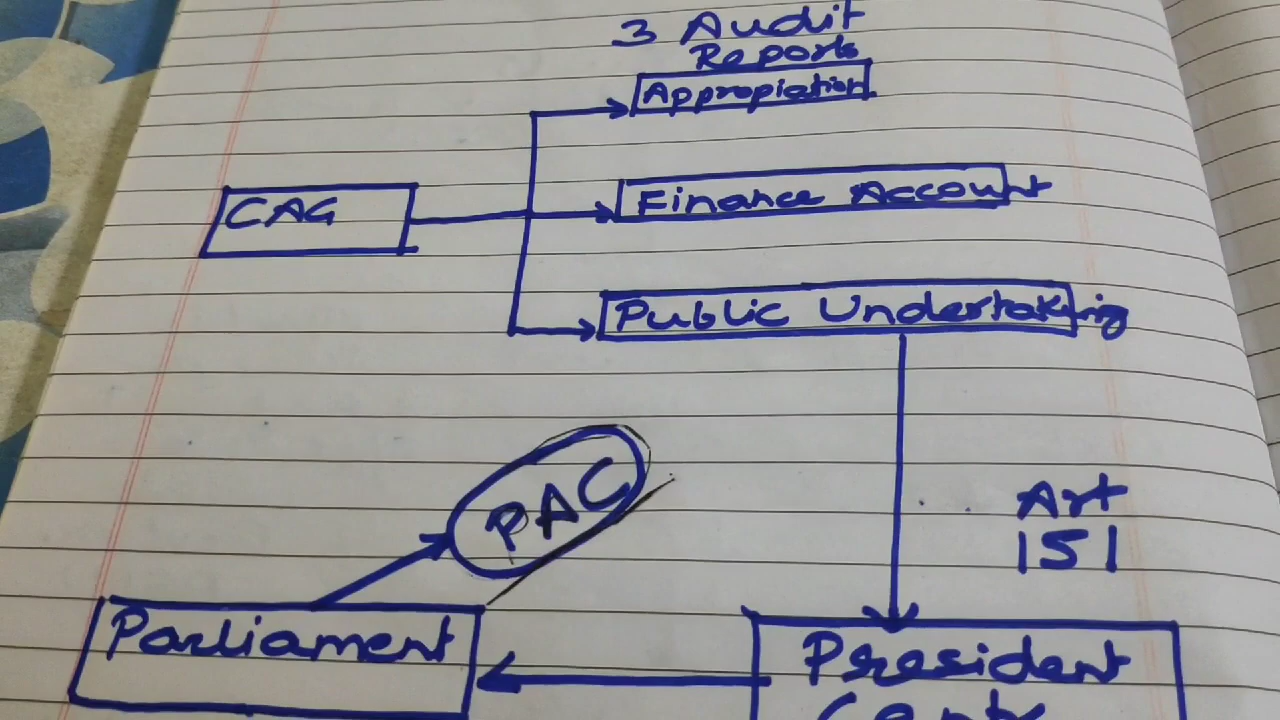 3 Audit
Reports
Appropiation
CAG
Finance Account
Public Undertaking
PAC
Art
151
Parliament
President